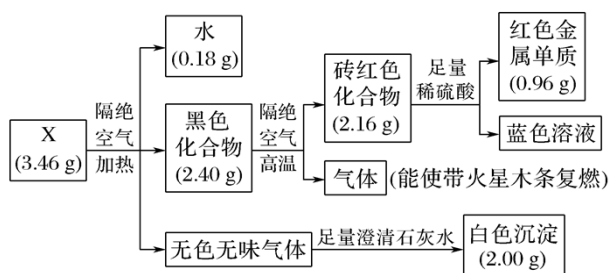 水
(0.18 g)
X
(3.46 g)
隔绝
空气
加热
黑色
化合物
(2.40 g)
隔绝
空气
高温
砖红色
化合物
(2.16 g)
足量
稀硫酸
红色金
属单质
(0.96 g)
蓝色溶液
气体 (能使带火星木条复燃)
无色无味气体
足量澄清石灰水
白色沉淀
(2.00 g)